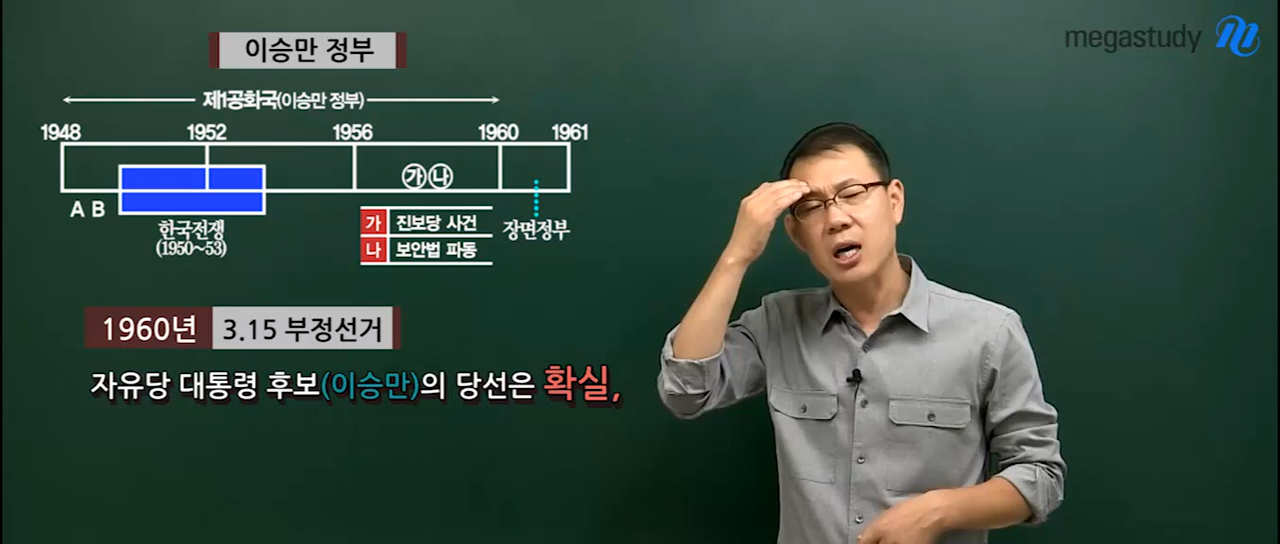 megastudy
이승만 정부
제1공화국(이승만 정부)
1948 1952 1956 1960 1961
가 나
A B
한국전쟁
(1950~53)
가 진보당 사건
나 보안법 파동
장면정부
1960년 3.15 부정선거
자유당 대통령 후보(이승만)의 당선은 확실,